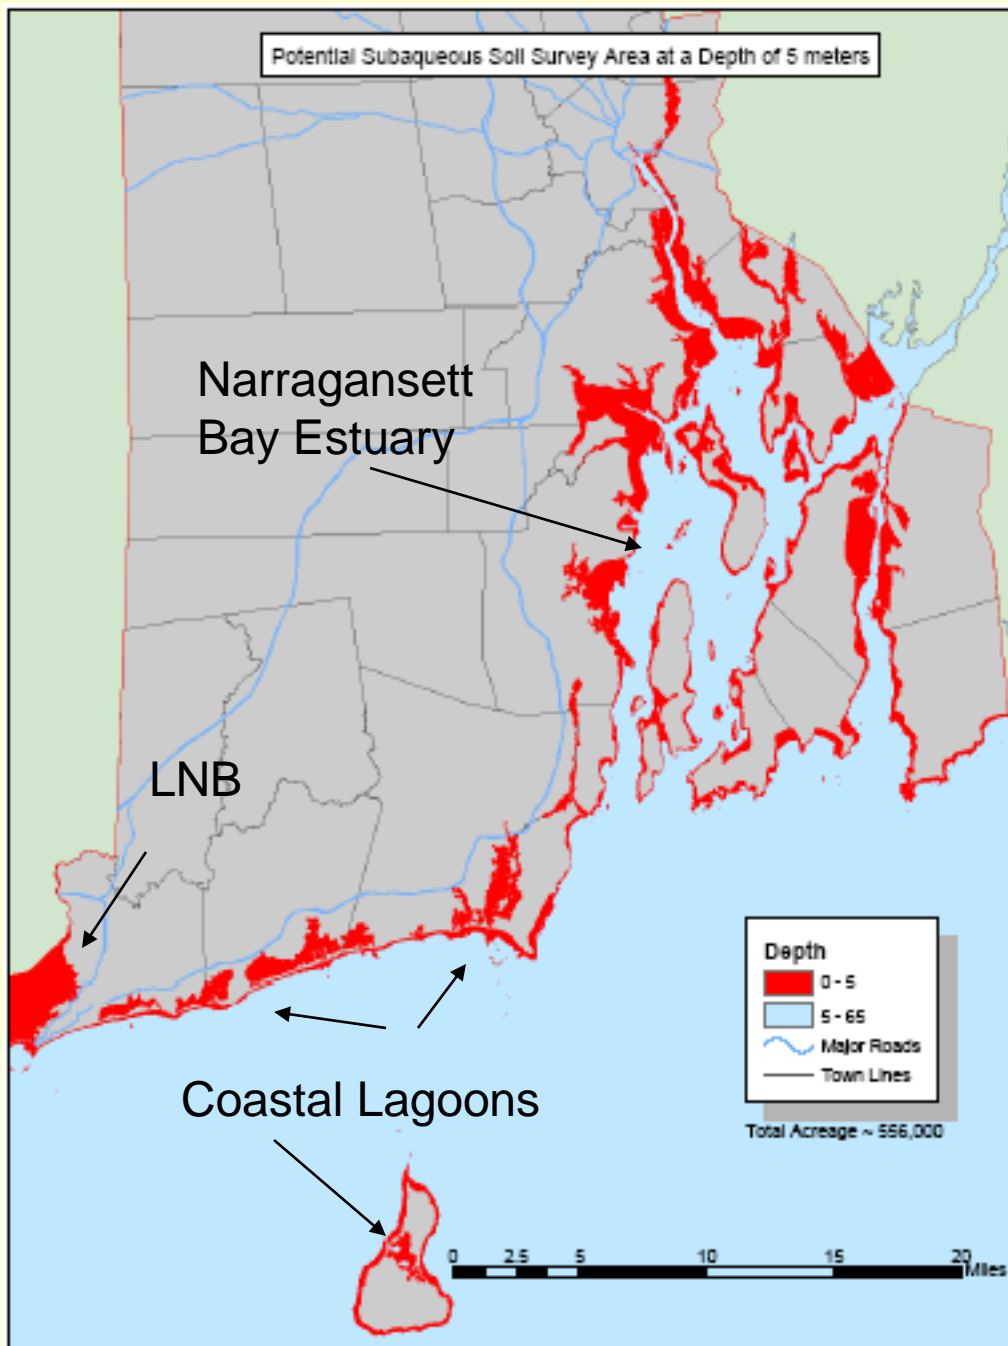 Potential Subaqueous Soil Survey Area at a Depth of 5 meters
Narragansett
Bay Estuary
LNB
Depth
0 - 5
5 - 65
Major Roads
Town Lines
Total Acreage ~ 556,000
Coastal Lagoons
0 2.5 5 10 15 20
Miles